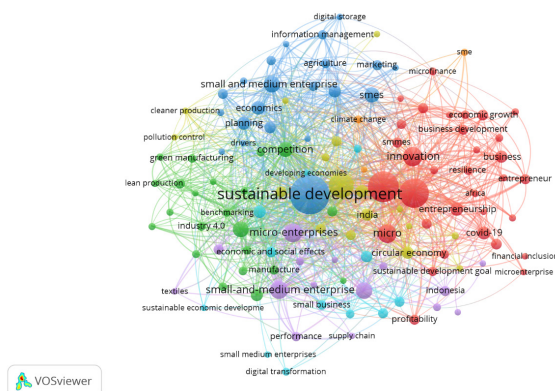 digital storage
information management
sme
agriculture
marketing
microfinance
small and medium enterprise
smes
cleaner production
economics
economic growth
climate change
planning
business development
pollution control
drivers
smmes
competition
green manufacturing
innovation
business
developing economies
resilience
lean production
entrepreneur
sustainable development
africa
benchmarking
india
entrepreneurship
industry 4.0
micro-enterprises
micro
covid-19
economic and social effects
circular economy
financial inclusion
manufacture
sustainable development goal
microenterprise
textiles
small-and-medium enterprise
indonesia
sustainable economic developme
small business
profitability
performance
supply chain
small medium enterprises
digital transformation
VOSviewer